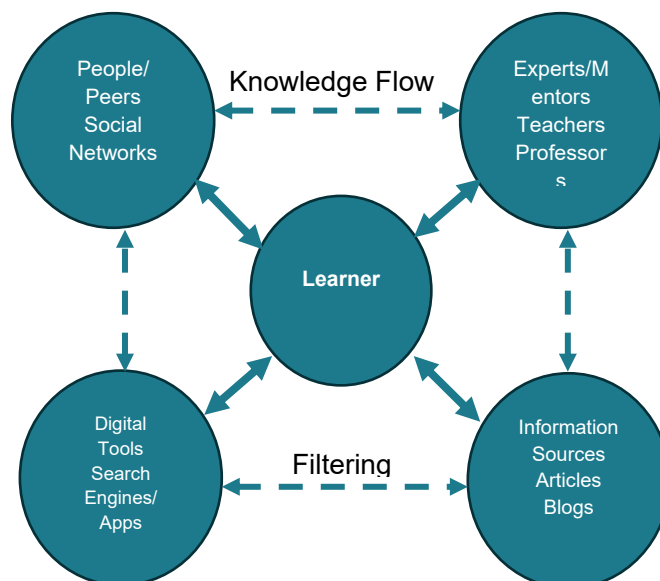 People/
Peers
Social
Networks
Knowledge Flow
Experts/M
entors
Teachers
Professor
s
Learner
Digital
Tools
Search
Engines/
Apps
Filtering
Information
Sources
Articles
Blogs